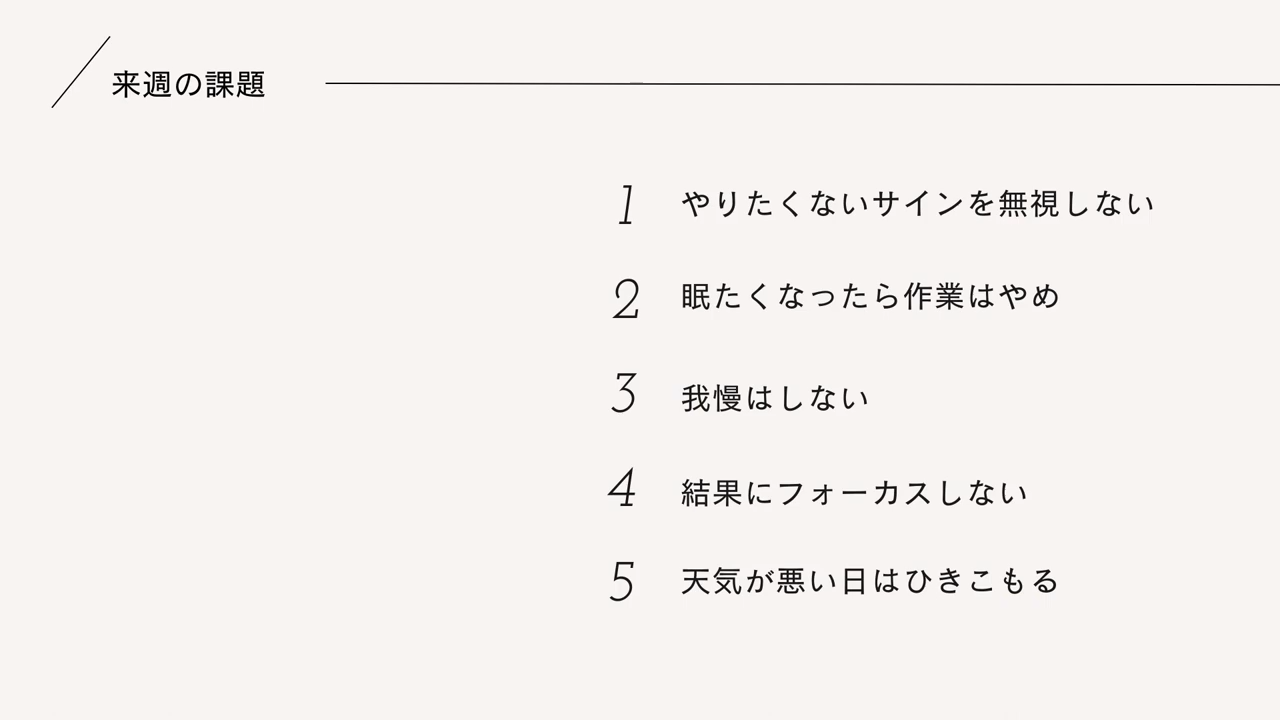 来週の課題
1 やりたくないサインを無視しない
2 眠たくなったら作業はやめ
3 我慢はしない
4 結果にフォーカスしない
5 天気が悪い日はひきこもる